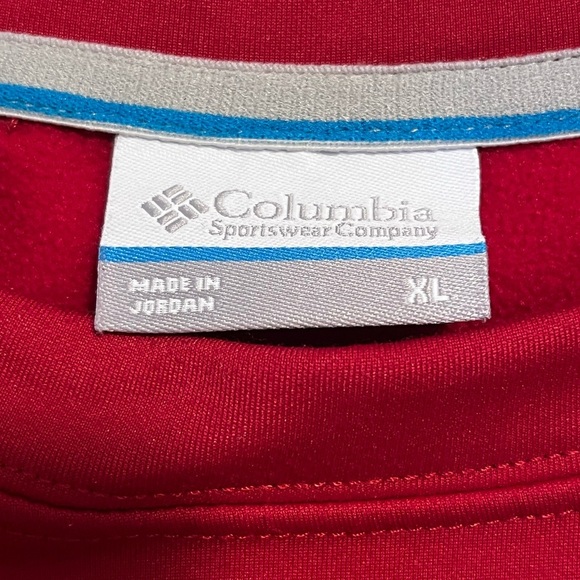 Columbia
Sportswear Company
MADE IN
JORDAN
XL